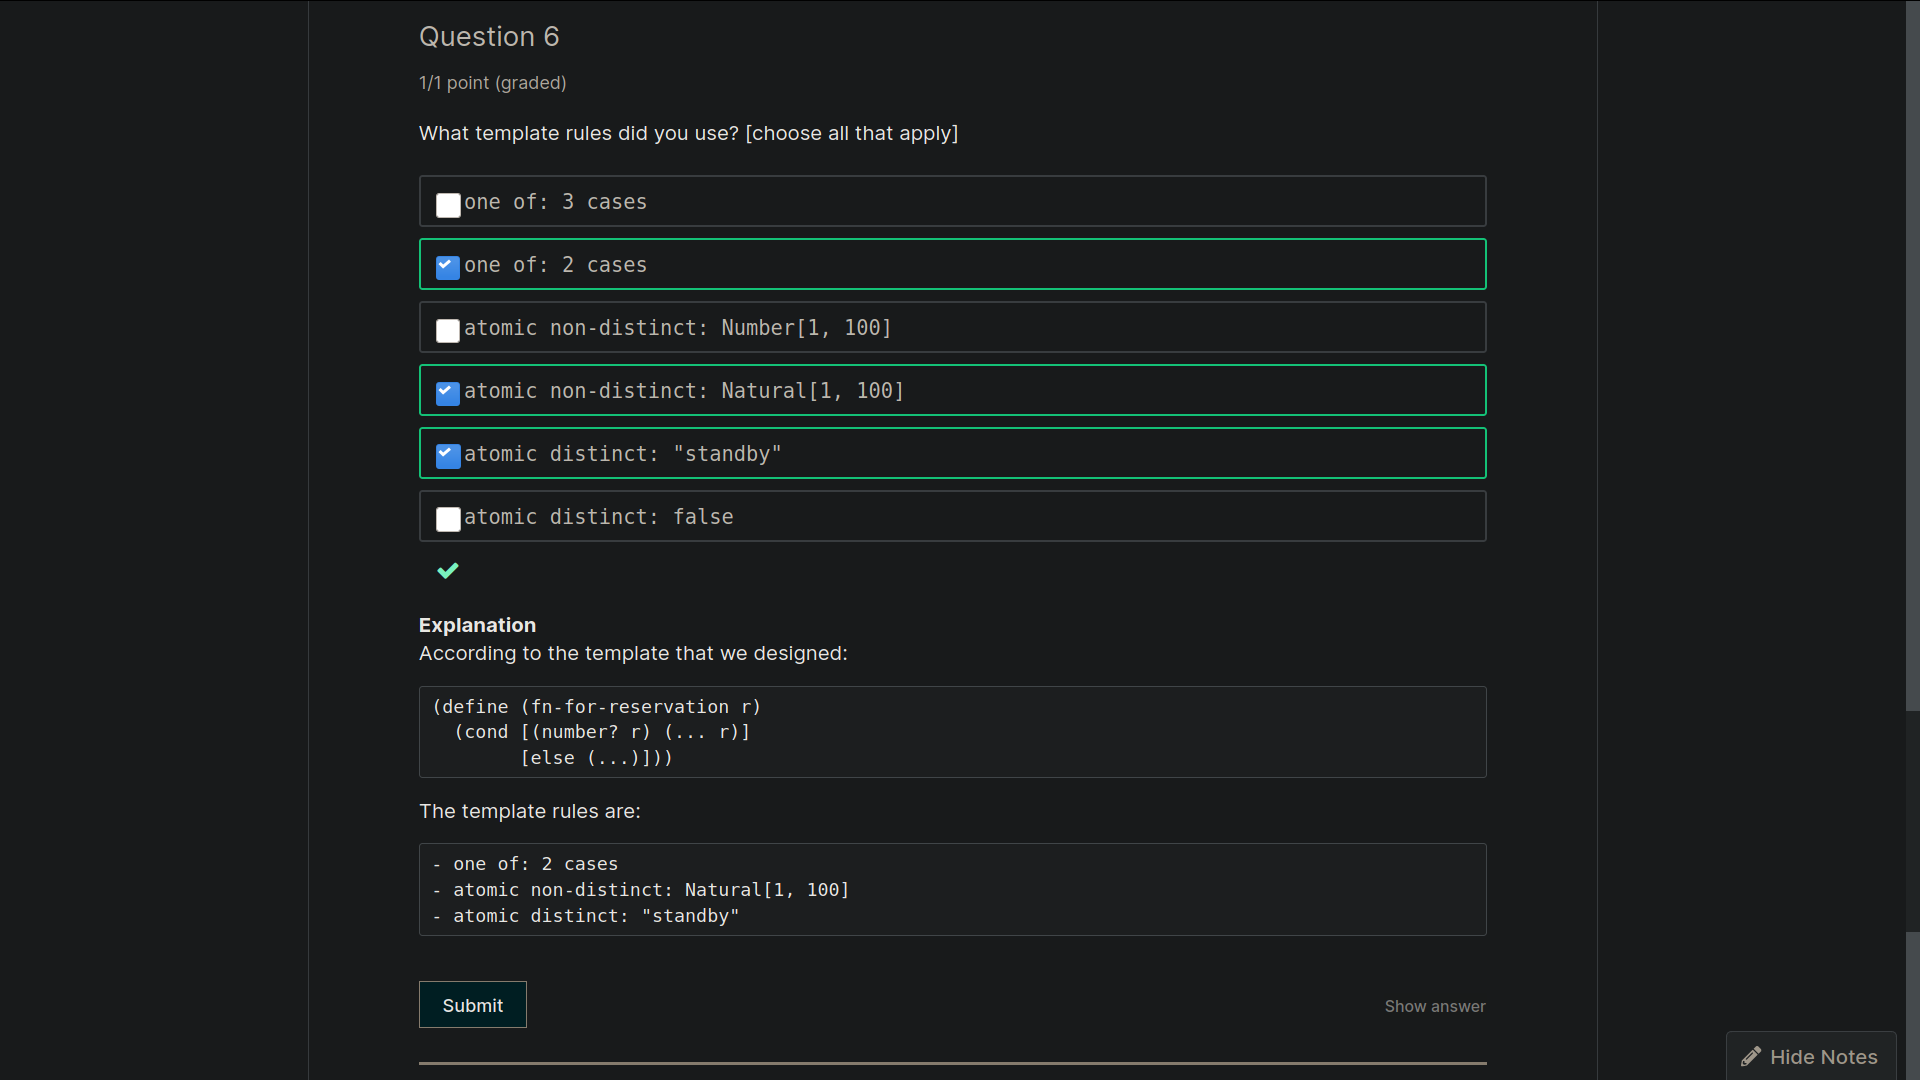 Question 6
1/1 point (graded)
What template rules did you use? [choose all that apply]
one of: 3 cases
one of: 2 cases
atomic non-distinct: Number[1, 100]
atomic non-distinct: Natural[1, 100]
atomic distinct: "standby"
atomic distinct: false
Explanation
According to the template that we designed:
(define (fn-for-reservation r)
  (cond [(number? r) (... r)]
        [else (...)]))
The template rules are:
- one of: 2 cases
- atomic non-distinct: Natural[1, 100]
- atomic distinct: "standby"
Submit
Show answer
Hide Notes